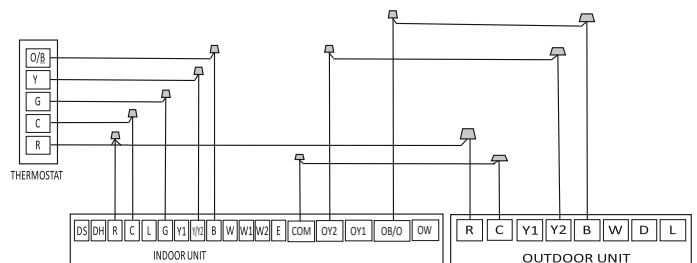 O/B
Y
G
C
R
THERMOSTAT
DS DH R C L G Y1 Y/Y2 B W W1 W2 E COM OY2 OY1 OB/O OW
INDOOR UNIT
R C Y1 Y2 B W D L
OUTDOOR UNIT